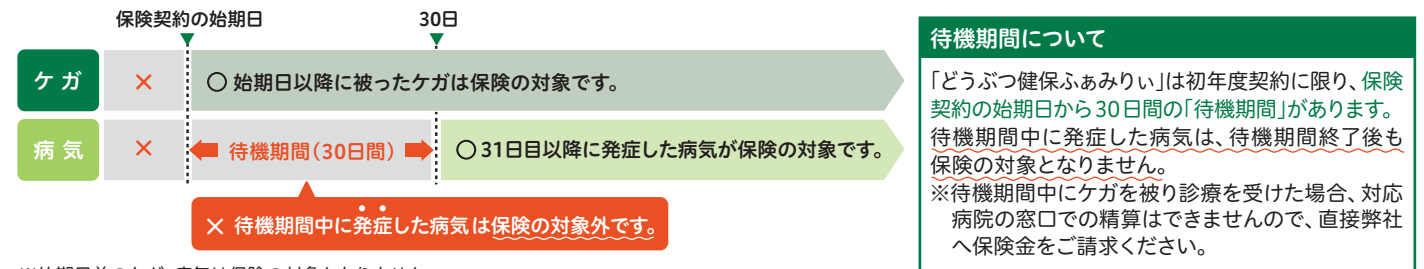 保険契約の始期日
30日
ケガ
×
○ 始期日以降に被ったケガは保険の対象です。
病気
×
待機期間(30日間)
○ 31日目以降に発症した病気が保険の対象です。
× 待機期間中に発症した病気は保険の対象外です。
待機期間について
「どうぶつ健保ふぁみりぃ」は初年度契約に限り、保険
契約の始期日から30日間の「待機期間」があります。
待機期間中に発症した病気は、待機期間終了後も
保険の対象となりません。
※待機期間中にケガを被り診療を受けた場合、対応
病院の窓口での精算はできませんので、直接弊社
へ保険金をご請求ください。